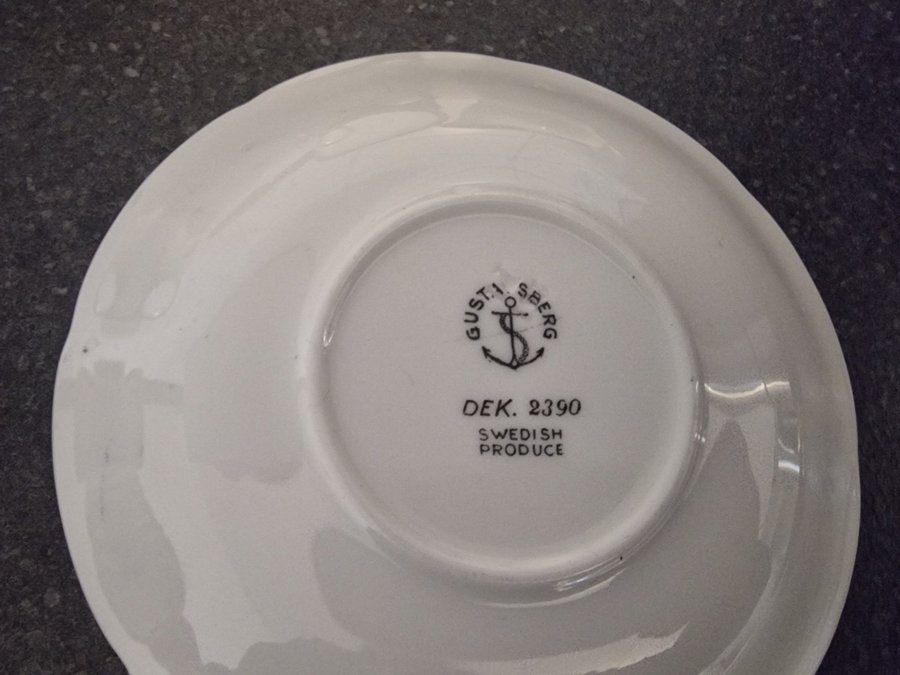 GUSTAVSBERG
DEK. 2390
SWEDISH
PRODUCE